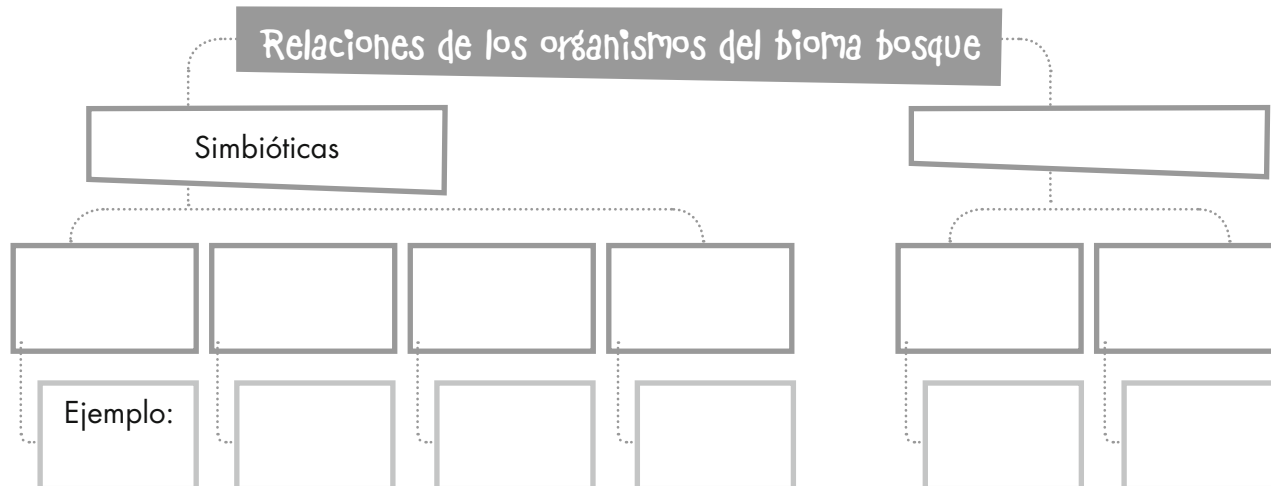 Relaciones de los organismos del bioma bosque
Simbióticas
Ejemplo: